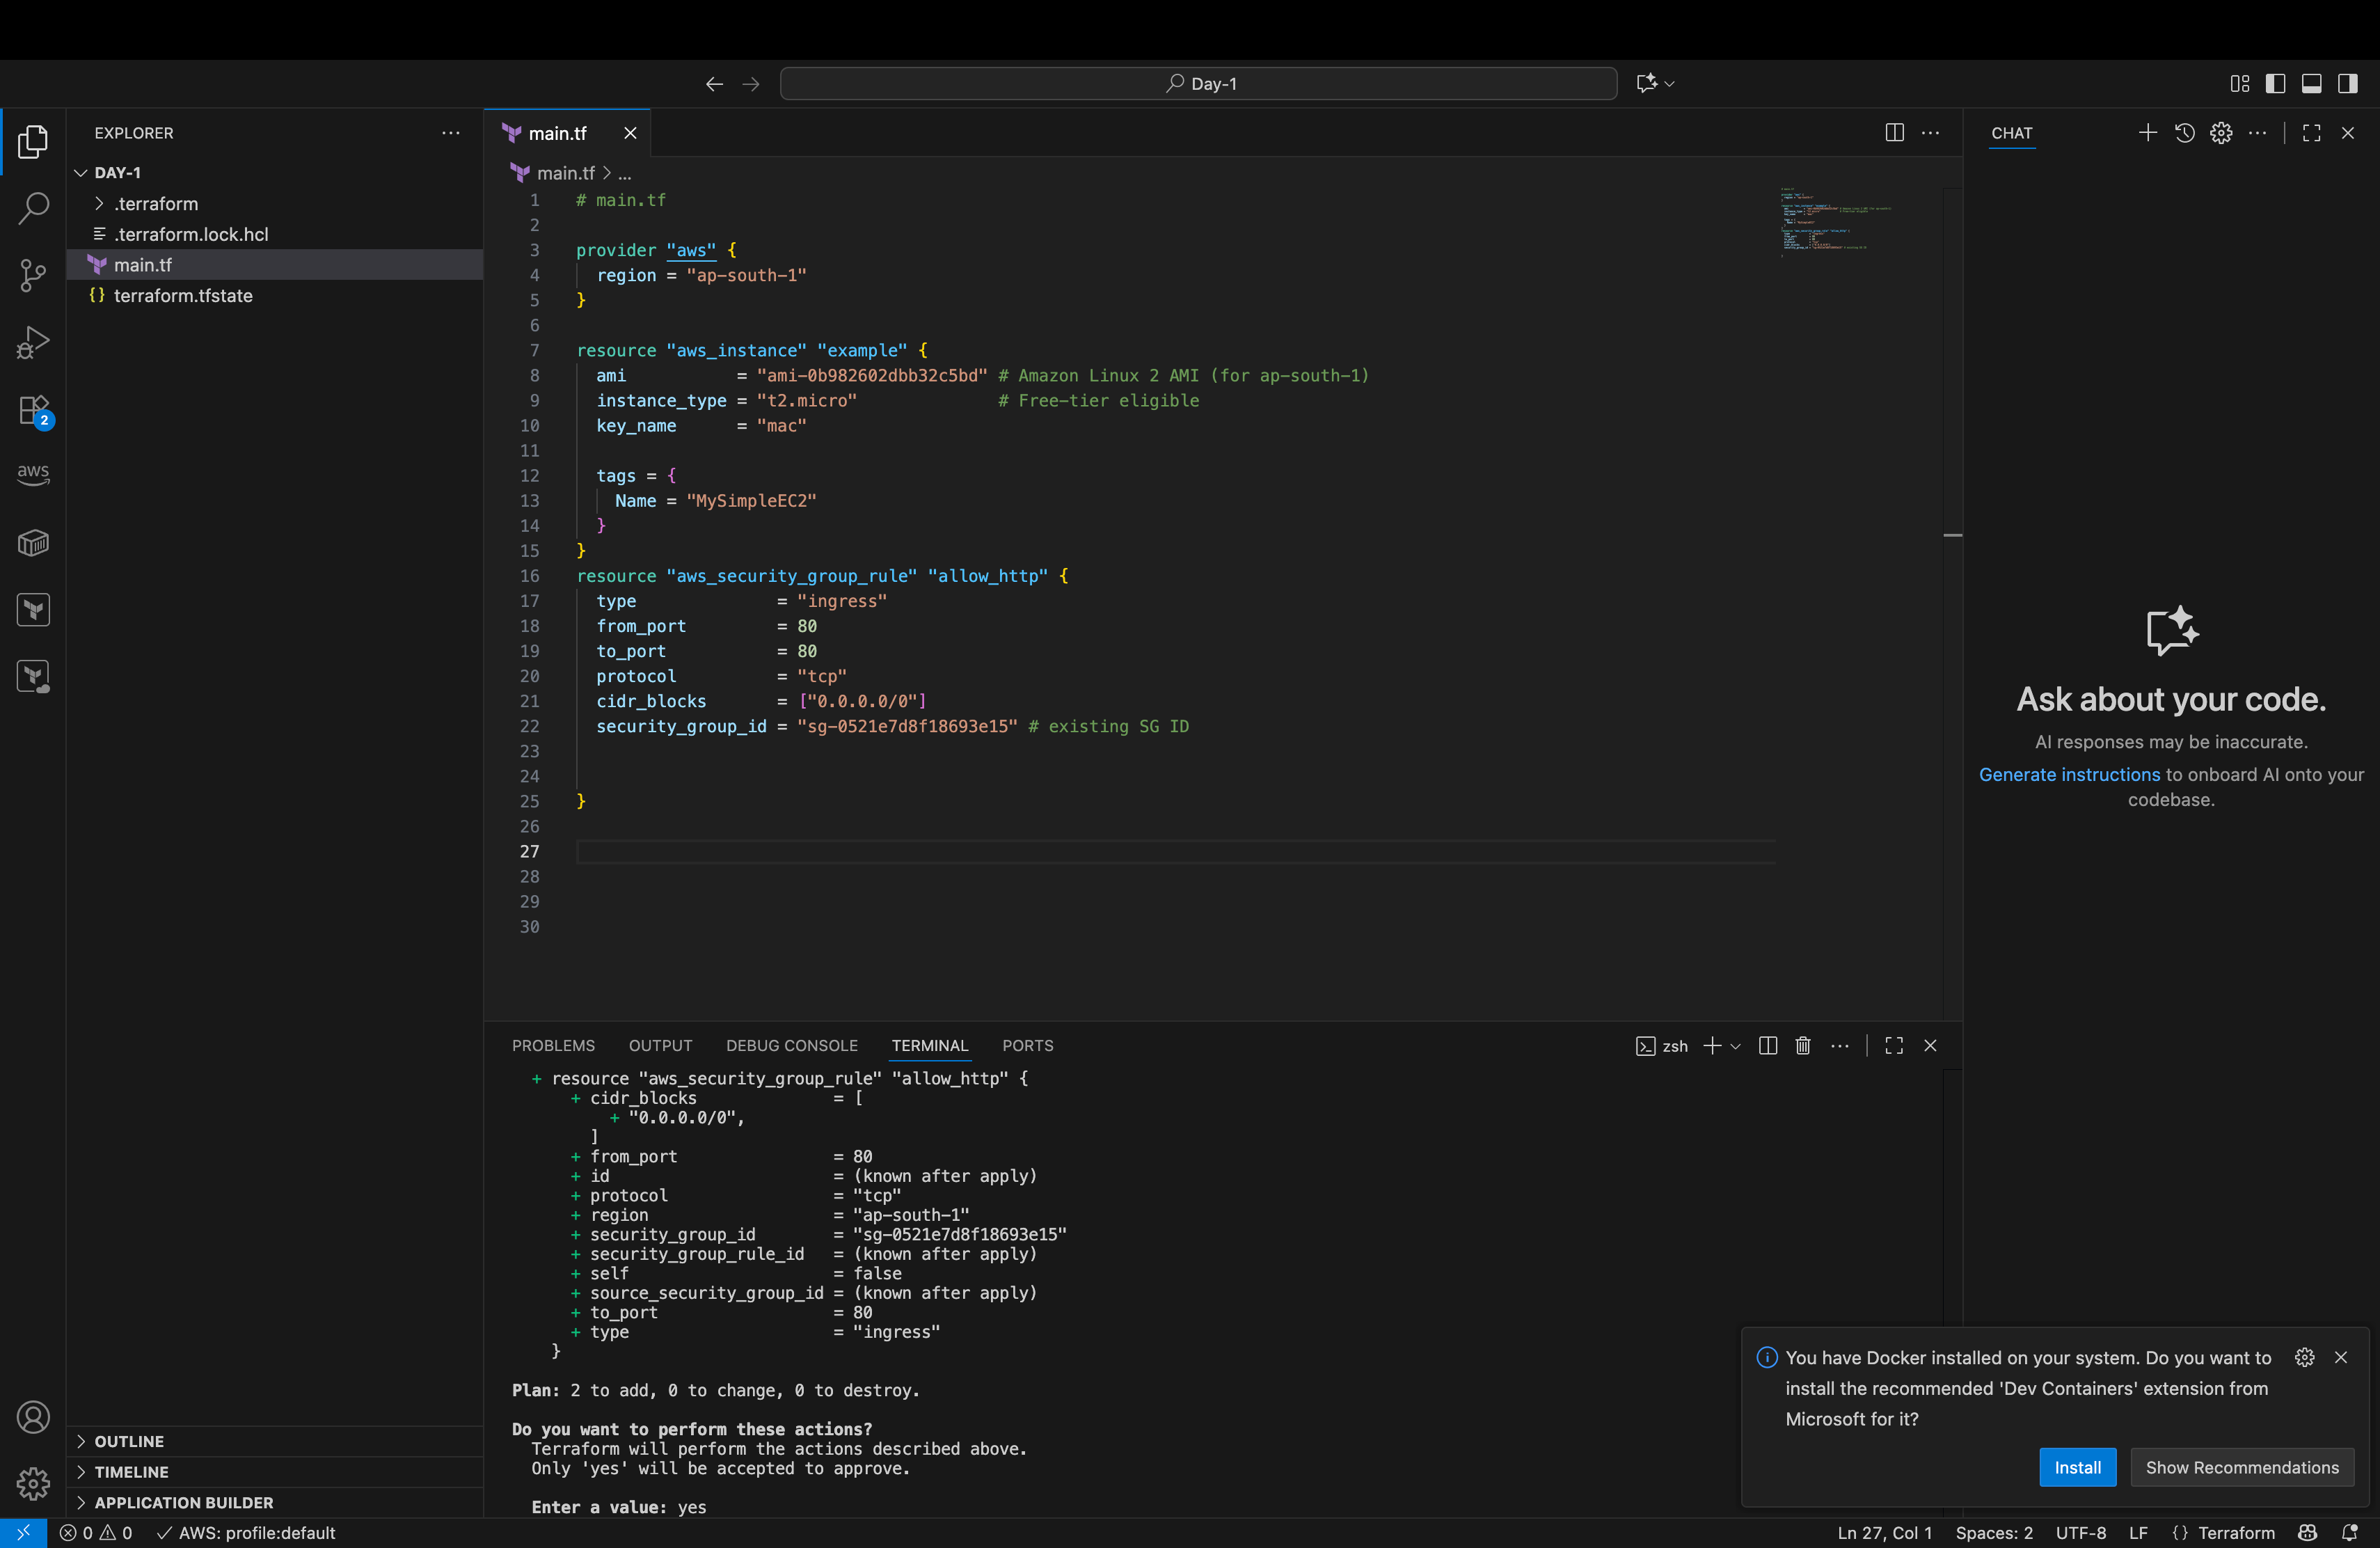 Day-1
EXPLORER
DAY-1
.terraform
.terraform.lock.hcl
main.tf
terraform.tfstate
2
aws
OUTLINE
TIMELINE
APPLICATION BUILDER
main.tf
main.tf > ...
1 # main.tf
2
3 provider "aws" {
4 region = "ap-south-1"
5 }
6
7 resource "aws_instance" "example" {
8 ami = "ami-0b982602dbb32c5bd" # Amazon Linux 2 AMI (for ap-south-1)
9 instance_type = "t2.micro" # Free-tier eligible
10 key_name = "mac"
11
12 tags = {
13 Name = "MySimpleEC2"
14 }
15 }
16 resource "aws_security_group_rule" "allow_http" {
17 type = "ingress"
18 from_port = 80
19 to_port = 80
20 protocol = "tcp"
21 cidr_blocks = ["0.0.0.0/0"]
22 security_group_id = "sg-0521e7d8f18693e15" # existing SG ID
23
24
25 }
26
27
28
29
30
PROBLEMS OUTPUT DEBUG CONSOLE TERMINAL PORTS
zsh
+ resource "aws_security_group_rule" "allow_http" {
+ cidr_blocks = [
+ "0.0.0.0/0",
]
+ from_port = 80
+ id = (known after apply)
+ protocol = "tcp"
+ region = "ap-south-1"
+ security_group_id = "sg-0521e7d8f18693e15"
+ security_group_rule_id = (known after apply)
+ self = false
+ source_security_group_id = (known after apply)
+ to_port = 80
+ type = "ingress"
}
Plan: 2 to add, 0 to change, 0 to destroy.
Do you want to perform these actions?
Terraform will perform the actions described above.
Only 'yes' will be accepted to approve.
Enter a value: yes
CHAT
Ask about your code.
AI responses may be inaccurate.
Generate instructions to onboard AI onto your
codebase.
You have Docker installed on your system. Do you want to
install the recommended 'Dev Containers' extension from
Microsoft for it?
Install
Show Recommendations
0 0 AWS: profile:default
Ln 27, Col 1 Spaces: 2 UTF-8 LF {} Terraform